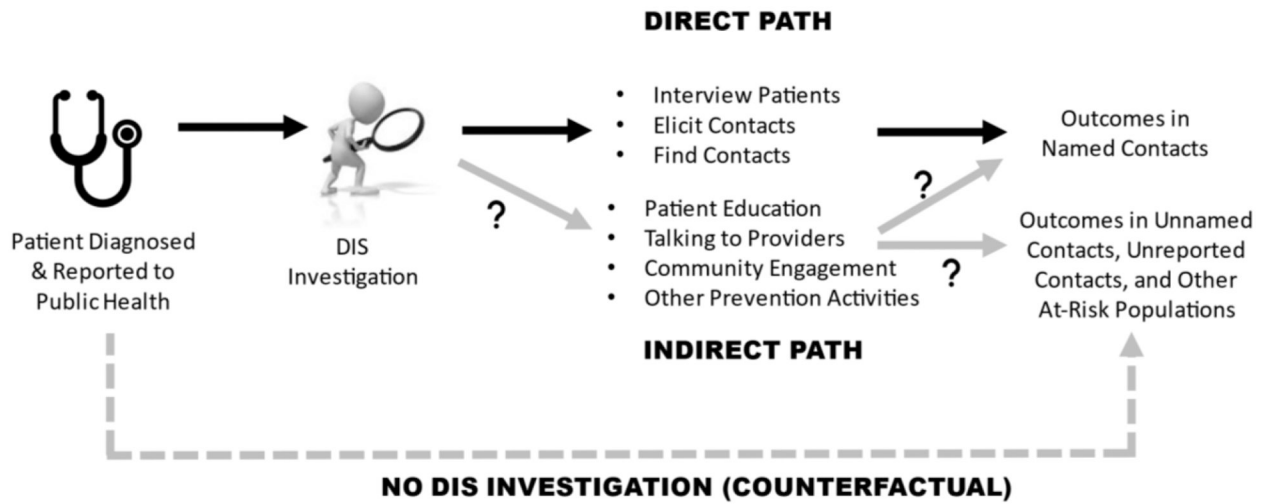 DIRECT PATH
• Interview Patients
• Elicit Contacts
• Find Contacts
Outcomes in
Named Contacts
?
?
?
• Patient Education
• Talking to Providers
• Community Engagement
• Other Prevention Activities
Patient Diagnosed
& Reported to
Public Health
DIS
Investigation
Outcomes in Unnamed
Contacts, Unreported
Contacts, and Other
At-Risk Populations
INDIRECT PATH
NO DIS INVESTIGATION (COUNTERFACTUAL)